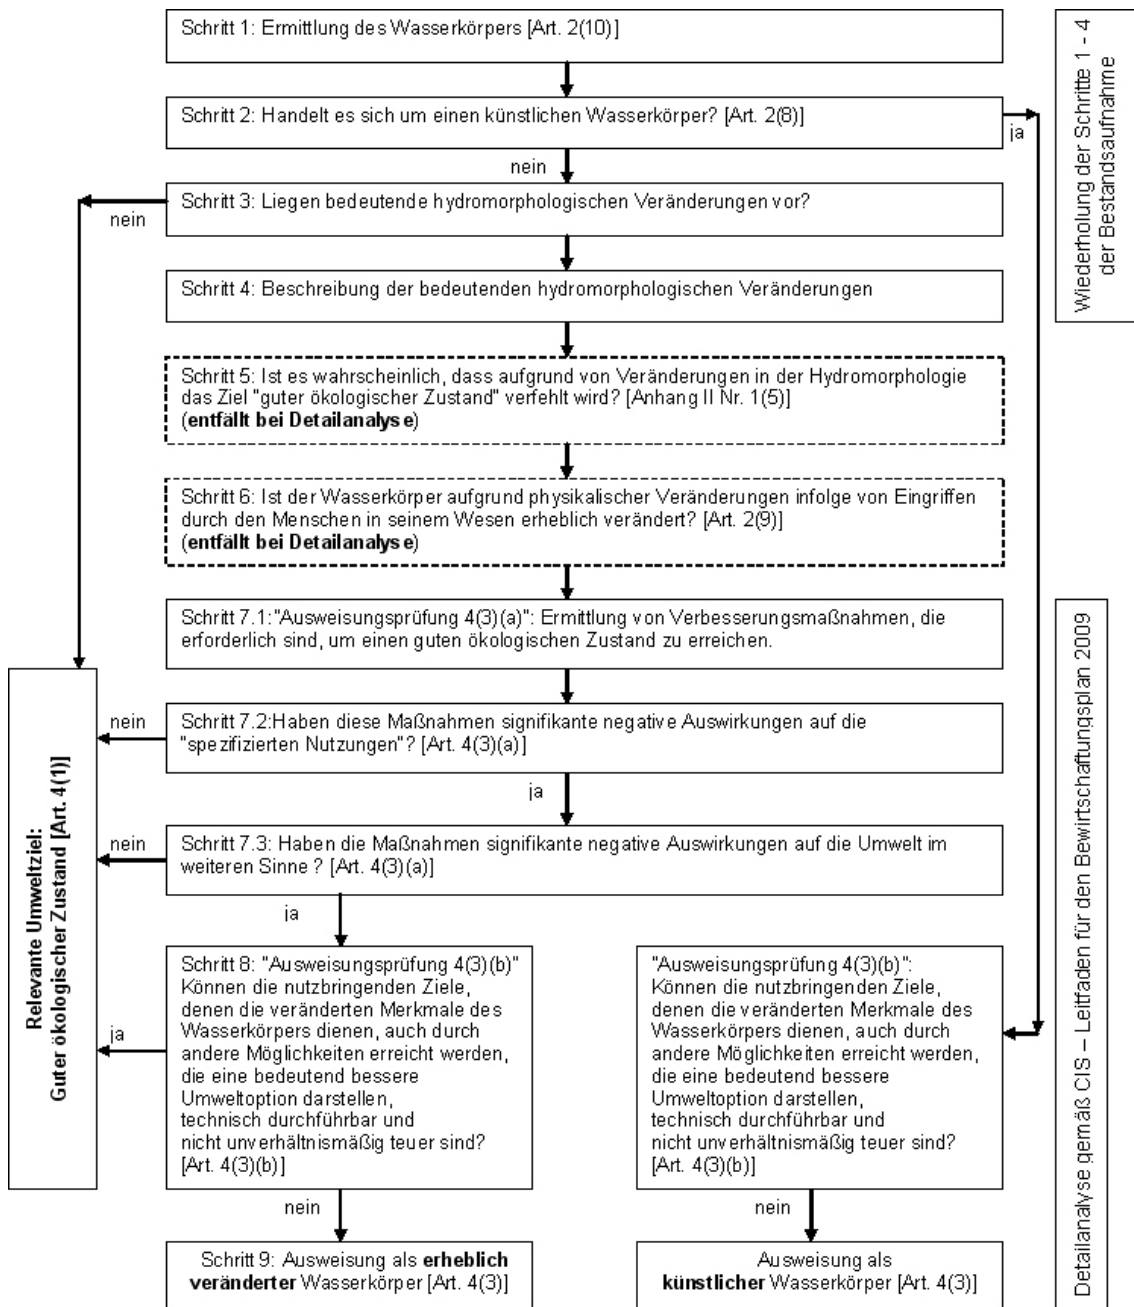 Schritt 1: Ermittlung des Wasserkörpers [Art. 2(10)]
Schritt 2: Handelt es sich um einen künstlichen Wasserkörper? [Art. 2(8)]
ja
nein
Schritt 3: Liegen bedeutende hydromorphologischen Veränderungen vor?
nein
Schritt 4: Beschreibung der bedeutenden hydromorphologischen Veränderungen
Wiederholung der Schritte 1 - 4
der Bestandsaufnahme
Schritt 5: Ist es wahrscheinlich, dass aufgrund von Veränderungen in der Hydromorphologie
das Ziel "guter ökologischer Zustand" verfehlt wird? [Anhang II Nr. 1(5)]
(entfällt bei Detailanalyse)
Schritt 6: Ist der Wasserkörper aufgrund physikalischer Veränderungen infolge von Eingriffen
durch den Menschen in seinem Wesen erheblich verändert? [Art. 2(9)]
(entfällt bei Detailanalyse)
Schritt 7.1:"Ausweisungsprüfung 4(3)(a)": Ermittlung von Verbesserungsmaßnahmen, die
erforderlich sind, um einen guten ökologischen Zustand zu erreichen.
Schritt 7.2:Haben diese Maßnahmen signifikante negative Auswirkungen auf die
"spezifizierten Nutzungen"? [Art. 4(3)(a)]
nein
ja
Schritt 7.3: Haben die Maßnahmen signifikante negative Auswirkungen auf die Umwelt im
weiteren Sinne ? [Art. 4(3)(a)]
nein
ja
Relevante Umweltziel:
Guter ökologischer Zustand [Art. 4(1)]
Schritt 8: "Ausweisungsprüfung 4(3)(b)"
Können die nutzbringenden Ziele,
denen die veränderten Merkmale des
Wasserkörpers dienen, auch durch
andere Möglichkeiten erreicht werden,
die eine bedeutend bessere
Umweltoption darstellen,
technisch durchführbar und
nicht unverhältnismäßig teuer sind?
[Art. 4(3)(b)]
ja
nein
"Ausweisungsprüfung 4(3)(b)":
Können die nutzbringenden Ziele,
denen die veränderten Merkmale des
Wasserkörpers dienen, auch durch
andere Möglichkeiten erreicht werden,
die eine bedeutend bessere
Umweltoption darstellen,
technisch durchführbar und
nicht unverhältnismäßig teuer sind?
[Art. 4(3)(b)]
nein
Schritt 9: Ausweisung als erheblich
veränderter Wasserkörper [Art. 4(3)]
Ausweisung als
künstlicher Wasserkörper [Art. 4(3)]
Detailanalyse gemäß CIS – Leitfaden für den Bewirtschaftungsplan 2009